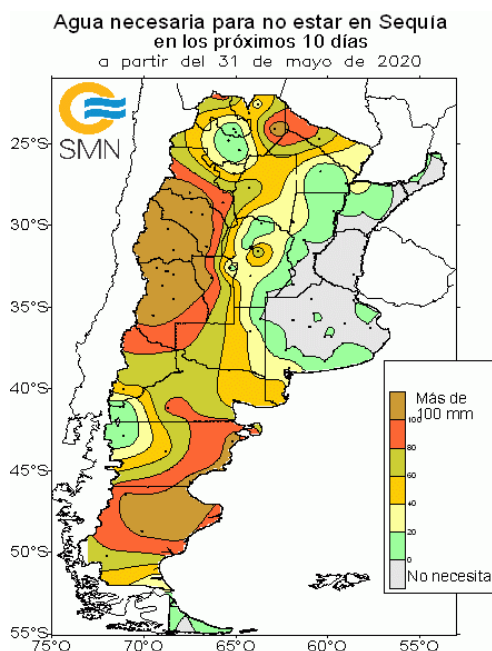 Agua necesaria para no estar en Sequía
en los próximos 10 días
a partir del 31 de mayo de 2020
SMN
25°S
30°S
35°S
40°S
45°S
50°S
55°S
75°O
70°O
65°O
60°O
55°O
Más de
100 mm
100
80
60
40
20
0
No necesita